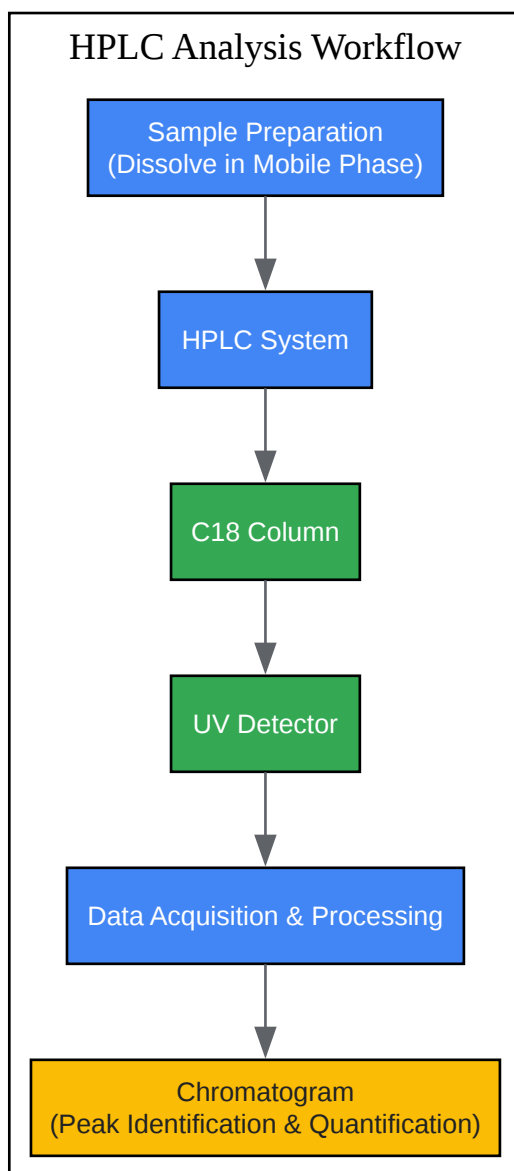 HPLC Analysis Workflow
Sample Preparation
(Dissolve in Mobile Phase)
HPLC System
C18 Column
UV Detector
Data Acquisition & Processing
Chromatogram
(Peak Identification & Quantification)